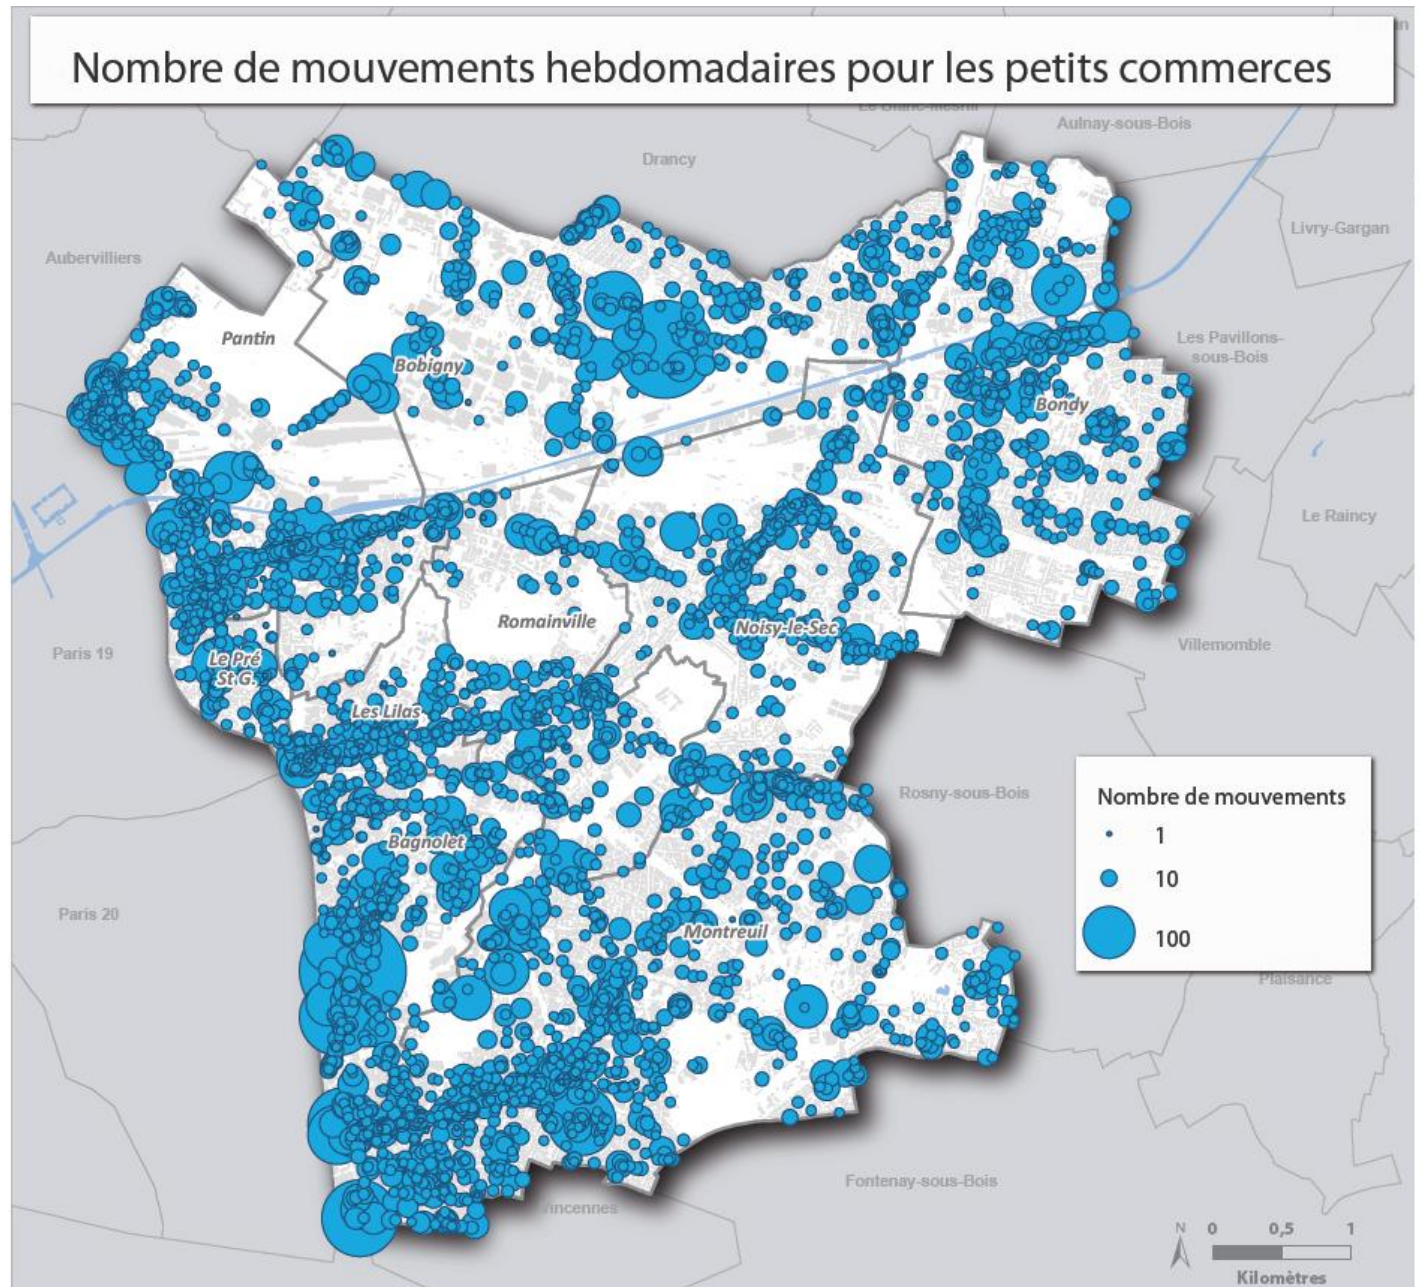 Nombre de mouvements hebdomadaires pour les petits commerces
Aulnay-sous-Bois
Drancy
Livry-Gargan
Aubervilliers
Pantin
Les Pavillons-
sous-Bois
Bobigny
Bondy
Le Raincy
Romainville
Noisy-le-Sec
Villemomble
Paris 19
Le Pré
St G.
Les Lilas
Rosny-sous-Bois
Nombre de mouvements
1
10
100
Bagnolet
Paris 20
Montreuil
Plaisance
Fontenay-sous-Bois
Vincennes
N
0 0,5 1
Kilomètres